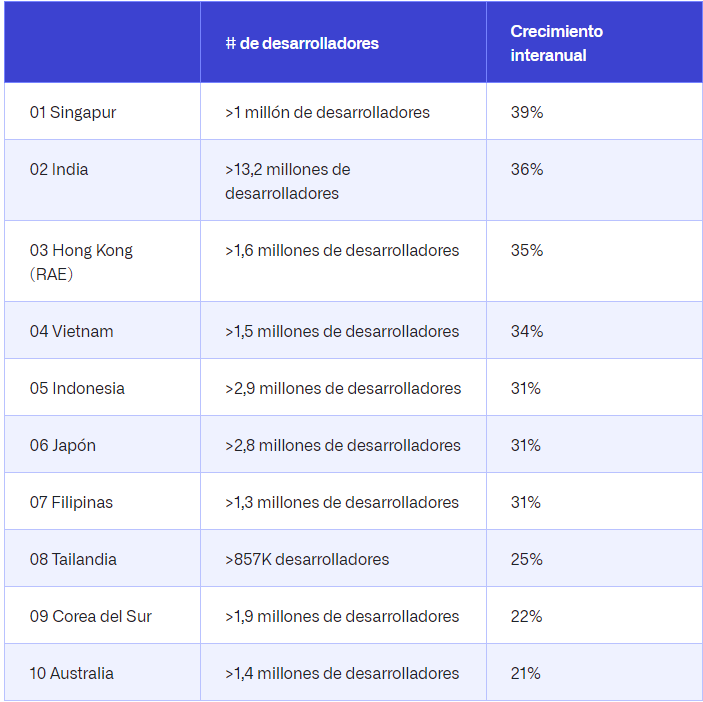 # de desarrolladores
Crecimiento
interanual
01 Singapur
>1 millón de desarrolladores
39%
02 India
>13,2 millones de
desarrolladores
36%
03 Hong Kong
(RAE)
>1,6 millones de desarrolladores
35%
04 Vietnam
>1,5 millones de desarrolladores
34%
05 Indonesia
>2,9 millones de desarrolladores
31%
06 Japón
>2,8 millones de desarrolladores
31%
07 Filipinas
>1,3 millones de desarrolladores
31%
08 Tailandia
>857K desarrolladores
25%
09 Corea del Sur
>1,9 millones de desarrolladores
22%
10 Australia
>1,4 millones de desarrolladores
21%